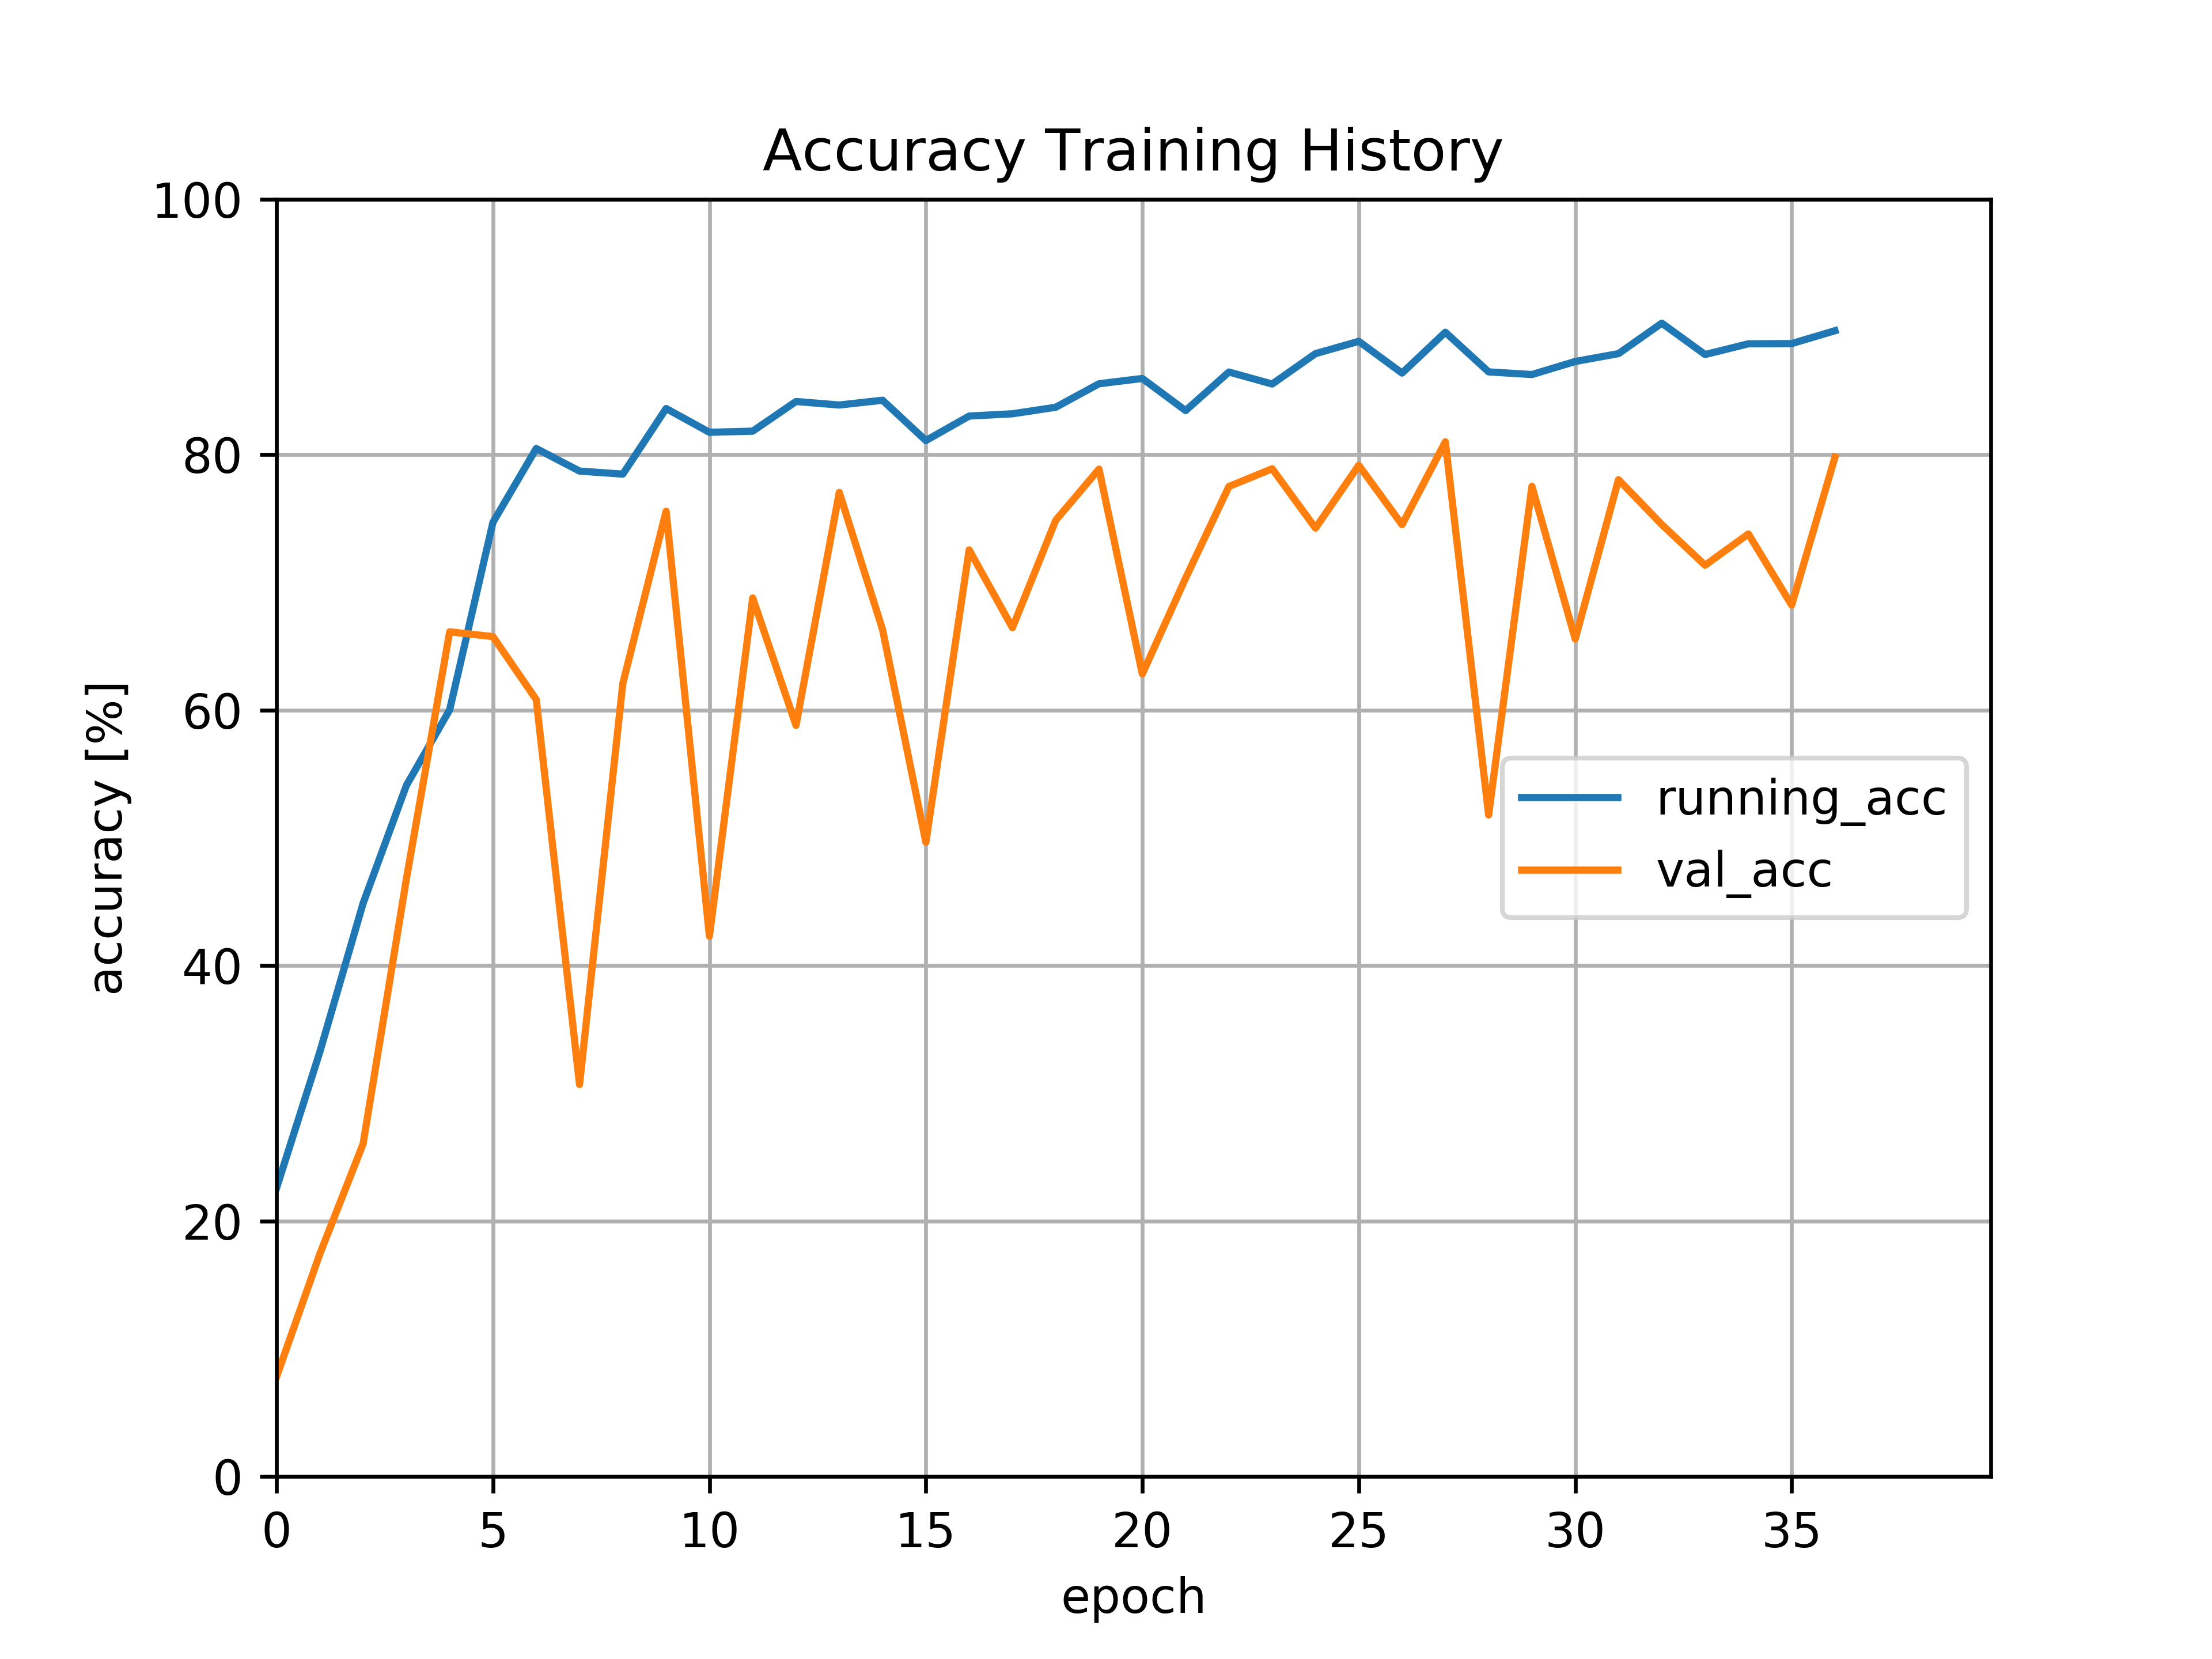 Accuracy Training History
100
80
60
40
20
0
accuracy [%]
running_acc
val_acc
0 5 10 15 20 25 30 35
epoch